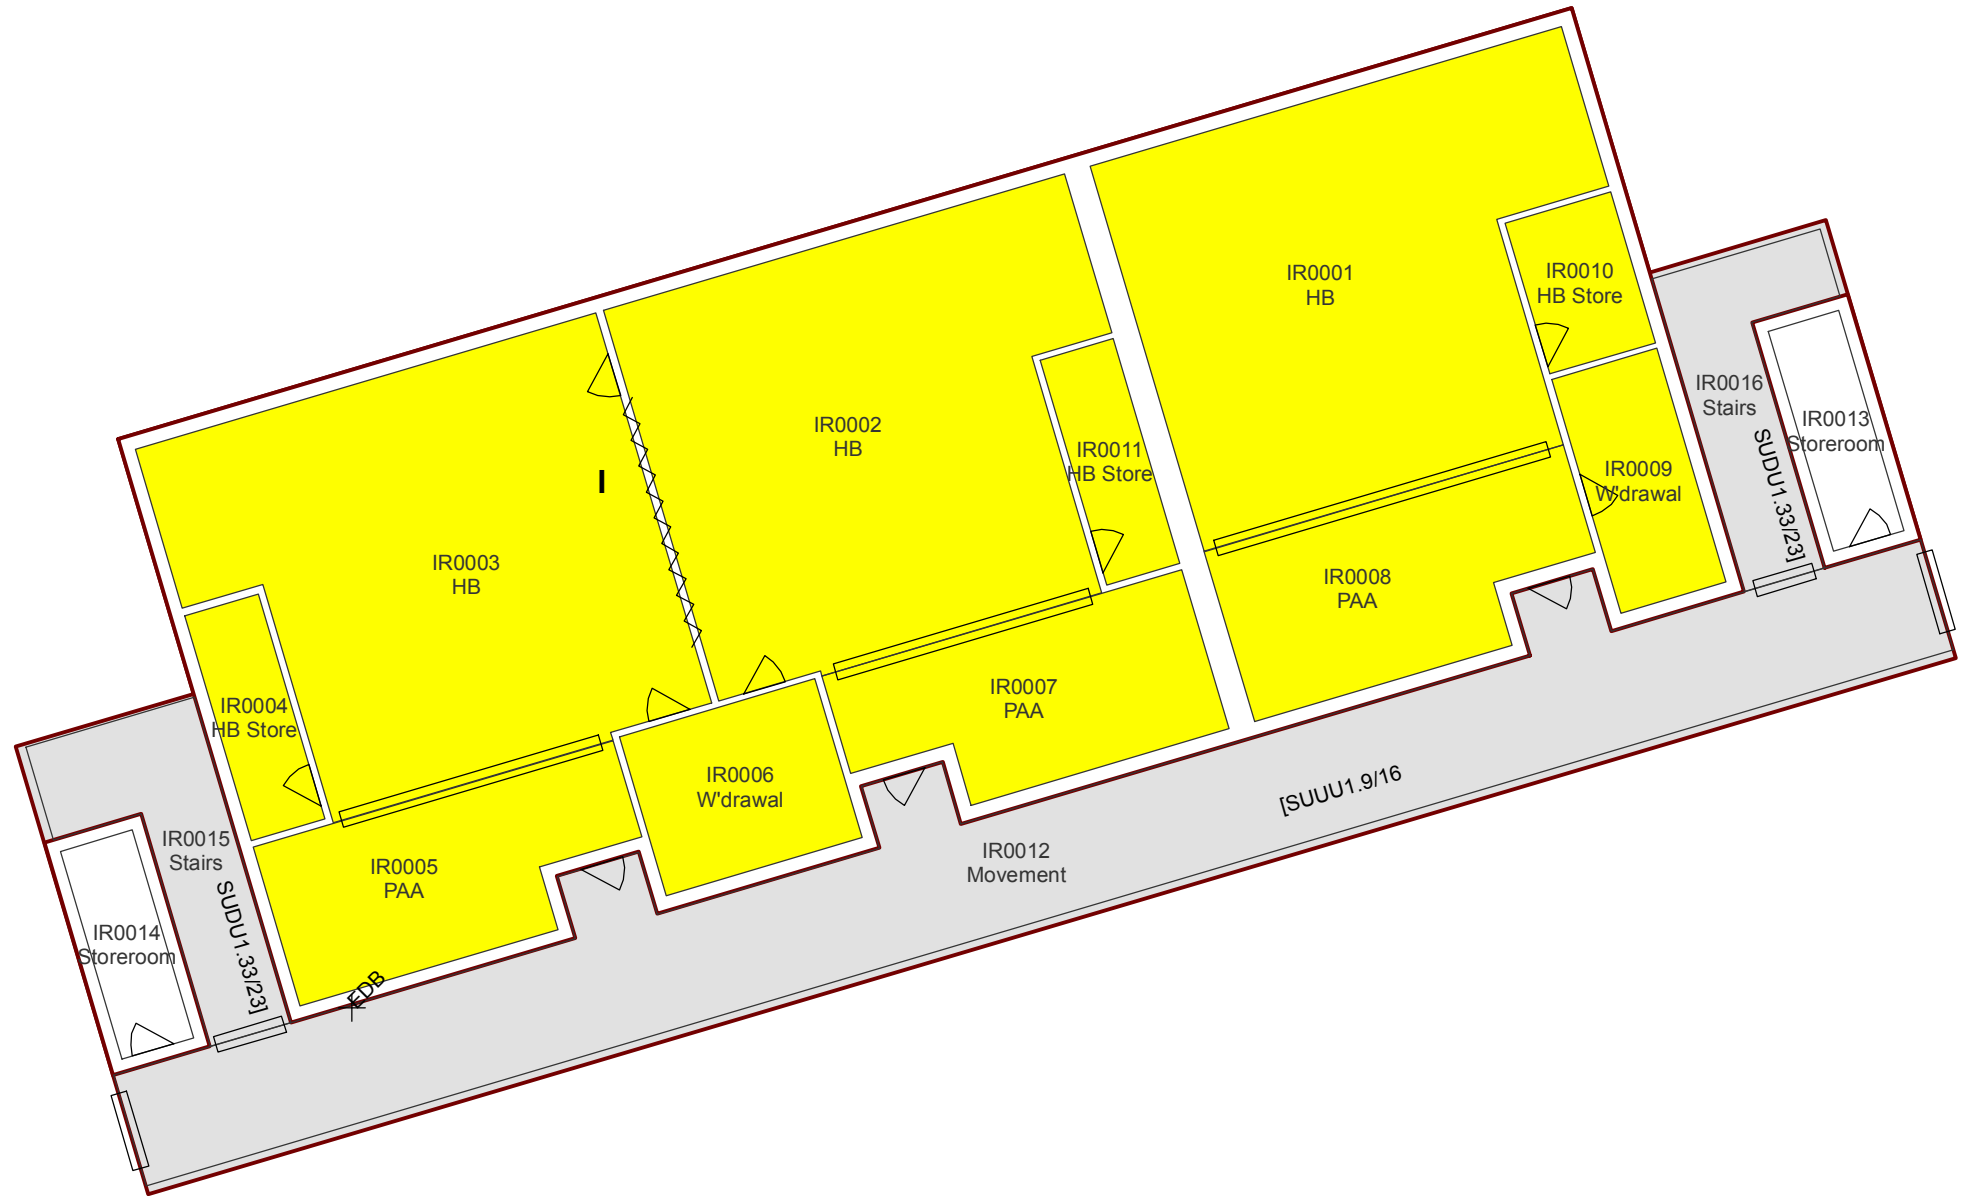 IR0001
HB
IR0010
HB Store
IR0016
Stairs
IR0013
Storeroom
SUDU1.33/23]
IR0002
HB
IR0011
HB Store
IR0009
W'drawal
I
IR0003
HB
IR0008
PAA
IR0004
HB Store
IR0007
PAA
IR0006
W'drawal
[SUUU1.9/16
IR0015
Stairs
IR0005
PAA
IR0012
Movement
IR0014
Storeroom
SUDU1.33/23]
EDB